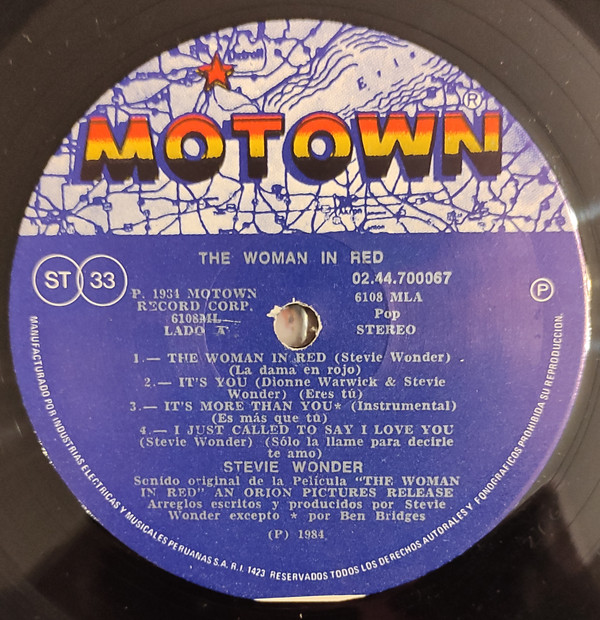 Detroit
MOTOWN
®
THE WOMAN IN RED
ST 33
P. 1934 MOTOWN
RECORD CORP.
6108ML
LADO A
02.44.700067
6108 MLA
Pop
STEREO
P
1.— THE WOMAN IN RED (Stevie Wonder) .
(La dama en rojo)
2.— IT'S YOU (Dionne Warwick & Stevie
Wonder) (Eres tú)
3.— IT'S MORE THAN YOU* (Instrumental)
(Es más que tú)
4.— I JUST CALLED TO SAY I LOVE YOU
(Stevie Wonder) (Sólo la llame para decirle
te amo)
STEVIE WONDER
Sonido original de la Película "THE WOMAN
IN RED" AN ORION PICTURES RELEASE
Arreglos escritos y producidos por Stevie
Wonder excepto * por Ben Bridges
(P) 1984
MANUFACTURADO POR INDUSTRIAS ELECTRICAS Y MUSICALES PERUANAS S.A. R.I. 1423 RESERVADOS TODOS LOS DERECHOS AUTORALES Y FONOGRAFICOS PROHIBIDA SU REPRODUCCION.